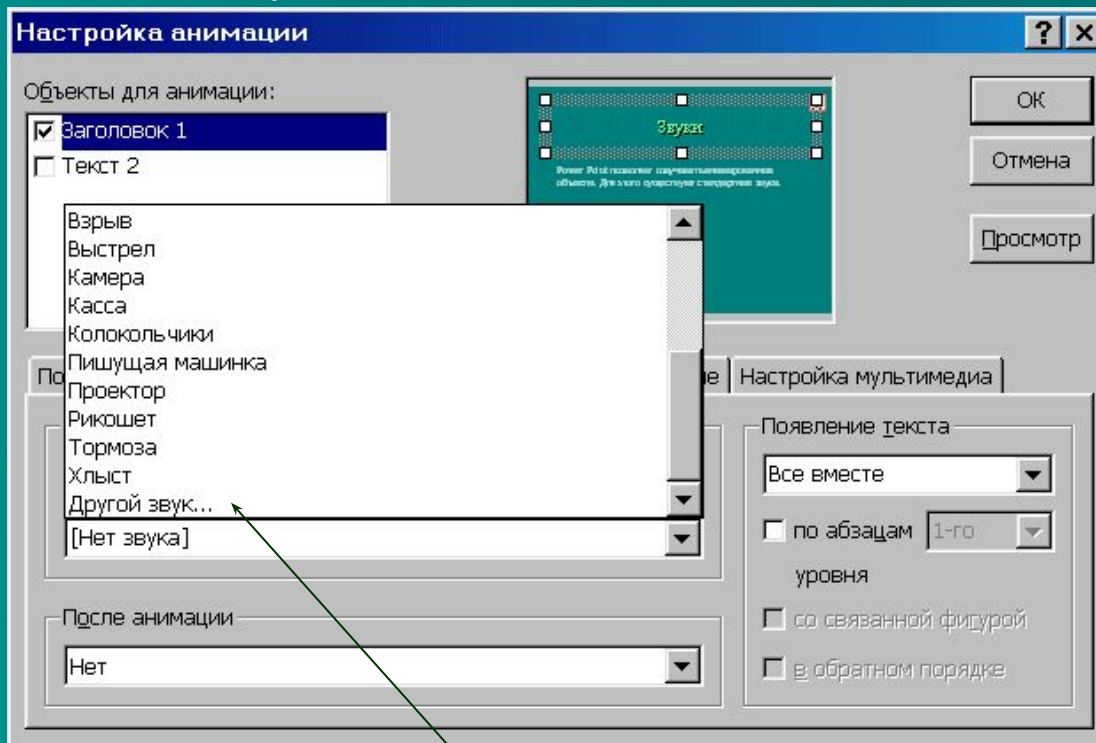 Настройка анимации
Объекты для анимации:
Заголовок 1
Текст 2
Звуки
ОК
Отмена
Просмотр
Взрыв
Выстрел
Камера
Касса
Колокольчики
Пишущая машинка
Проектор
Рикошет
Тормоза
Хлыст
Другой звук...
[Нет звука]
Настройка мультимедиа
Появление текста
Все вместе
по абзацам 1-го
уровня
со связанной фигурой
в обратном порядке
После анимации
Нет